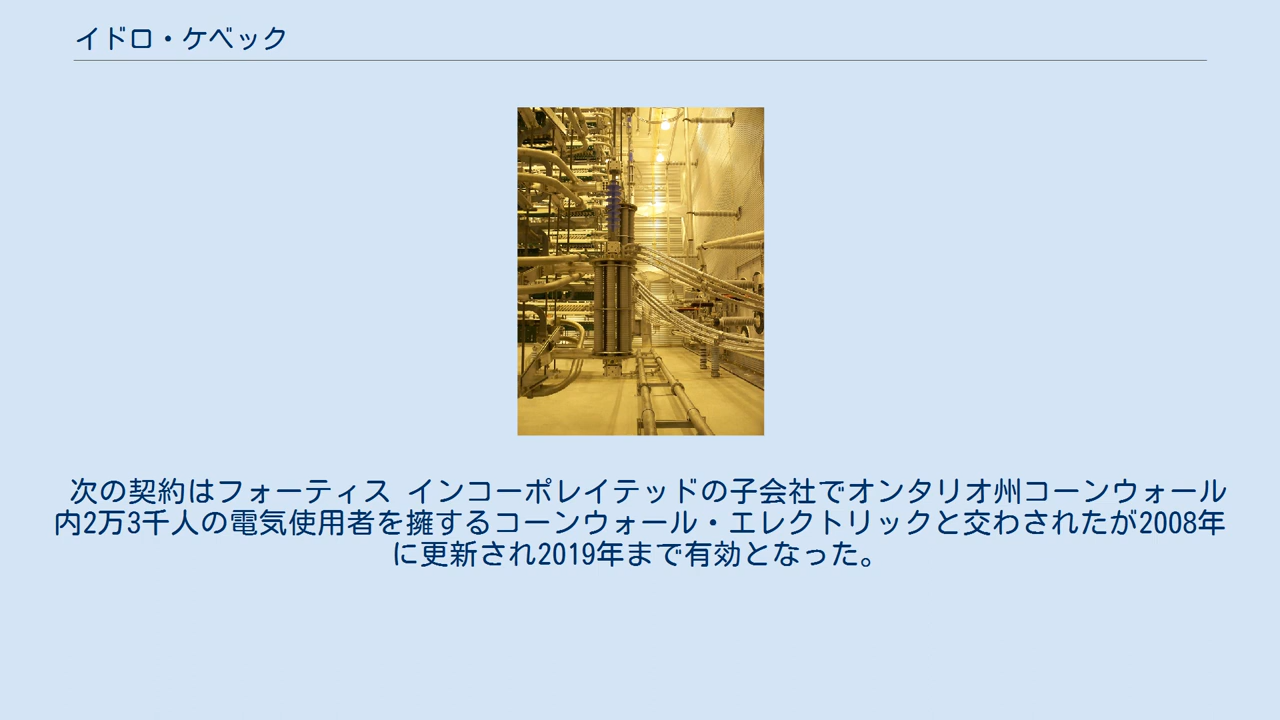 イドロ・ケベック
次の契約はフォーティス インコーポレイテッドの子会社でオンタリオ州コーンウォール
内2万3千人の電気使用者を擁するコーンウォール・エレクトリックと交わされたが2008年
に更新され2019年まで有効となった。